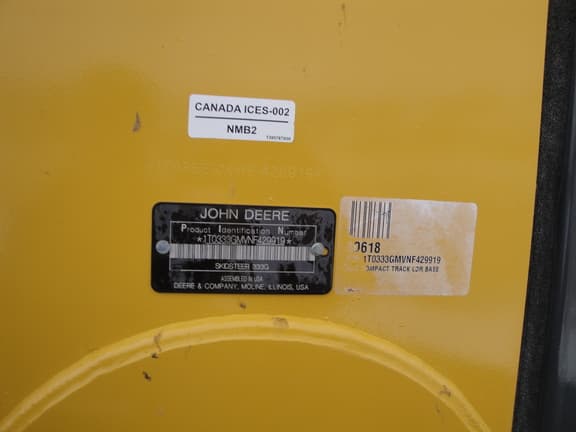 CANADA ICES-002
NMB2
JOHN DEERE
Product Identification Number
*1T0333GMVNF429919*
SKIDSTEER 333G
ASSEMBLED IN USA
DEERE & COMPANY, MOLINE, ILLINOIS, USA
0618
1T0333GMVNF429919
OMPACT TRACK LDR BASE